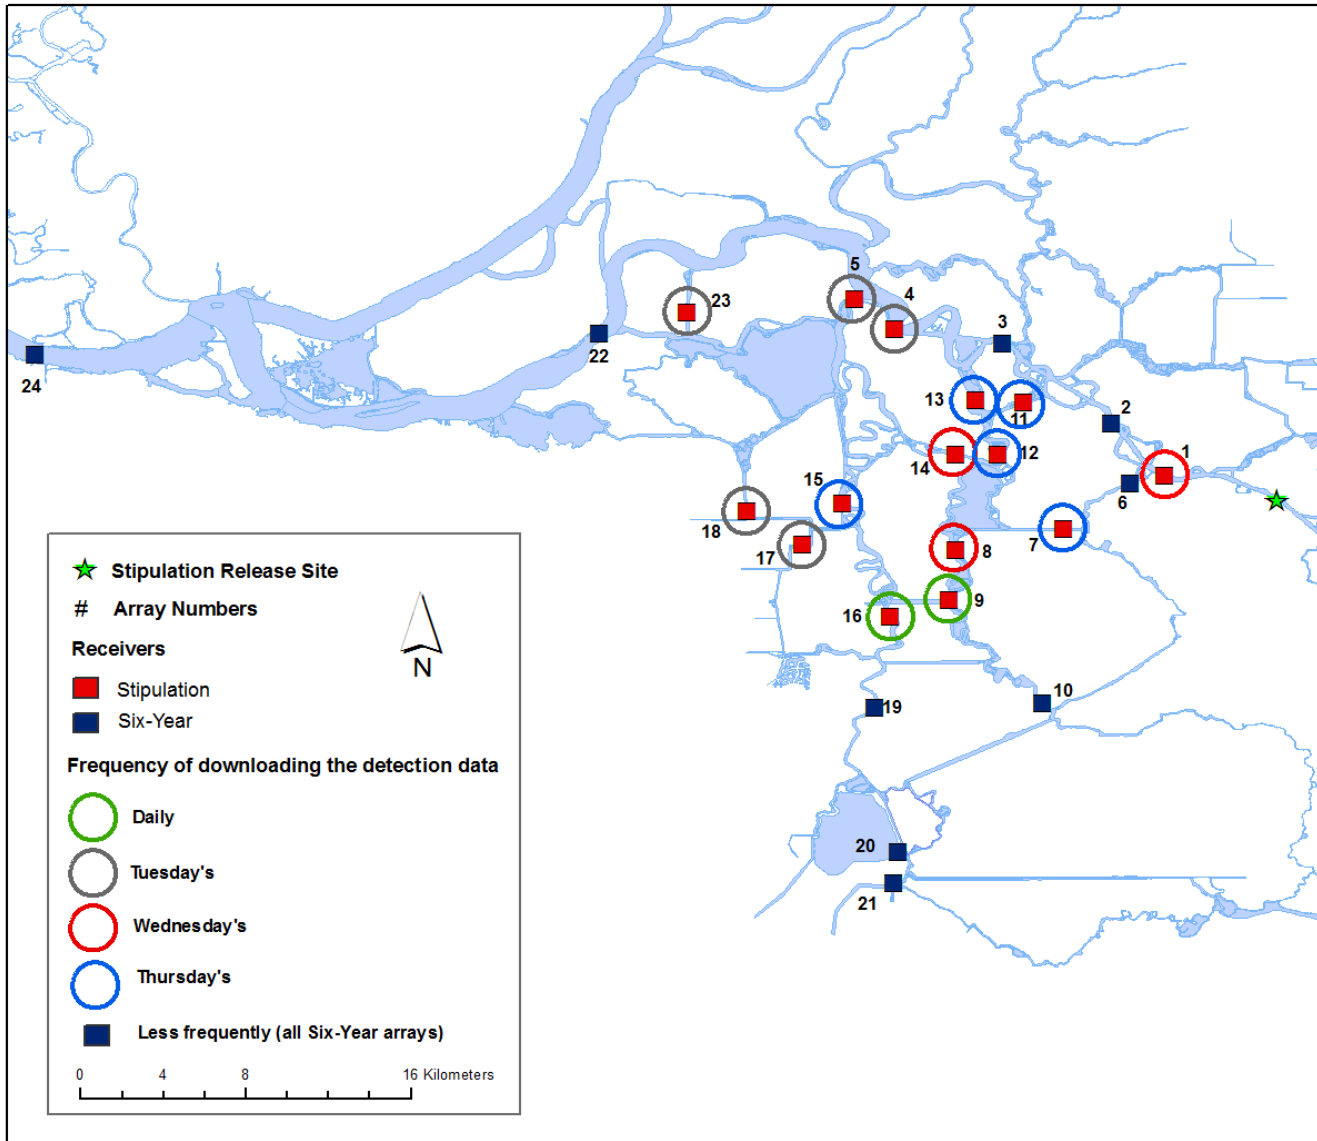 5
4
23
3
22
24
13
11
2
14
12
1
15
6
18
7
17
8
16
9
10
19
20
21
Stipulation Release Site
# Array Numbers
Receivers
Stipulation
Six-Year
N
Frequency of downloading the detection data
Daily
Tuesday's
Wednesday's
Thursday's
Less frequently (all Six-Year arrays)
0 4 8 16 Kilometers